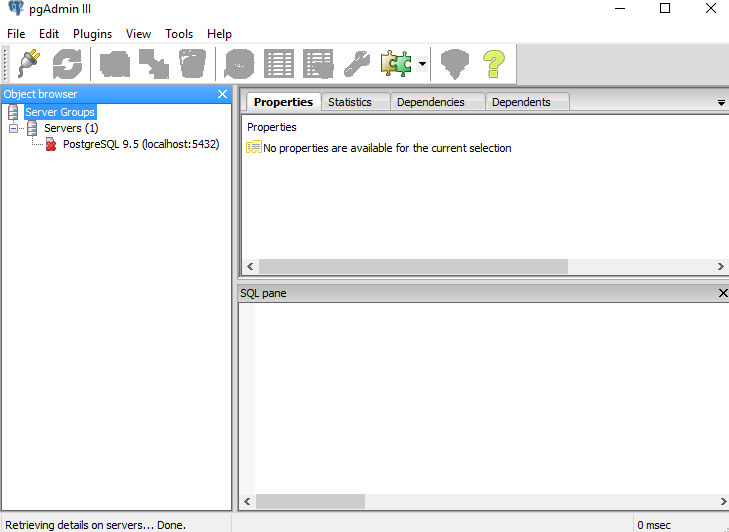 pgAdmin III
File Edit Plugins View Tools Help
Object browser
Server Groups
Servers (1)
PostgreSQL 9.5 (localhost:5432)
Properties Statistics Dependencies Dependents
Properties
No properties are available for the current selection
SQL pane
Retrieving details on servers... Done.
0 msec